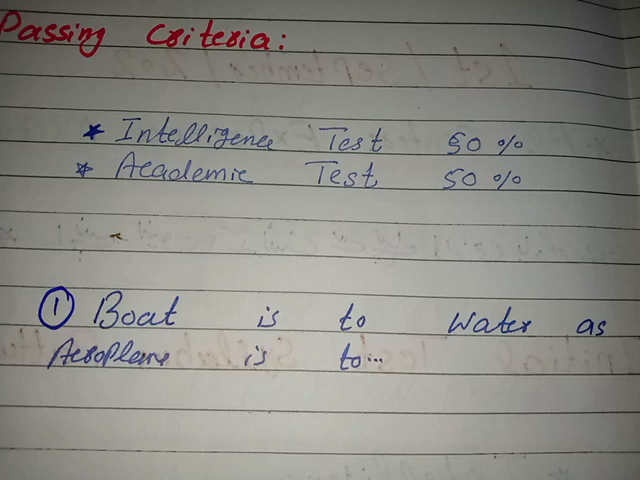 Passing Criteria:
* Intelligence Test 50 %
* Academic Test 50 %
① Boat is to Water as
Aeroplane is to...